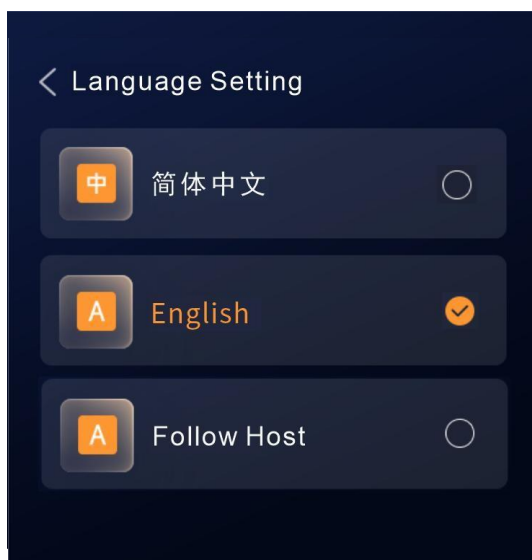 Language Setting
中
简体中文
A
English
A
Follow Host